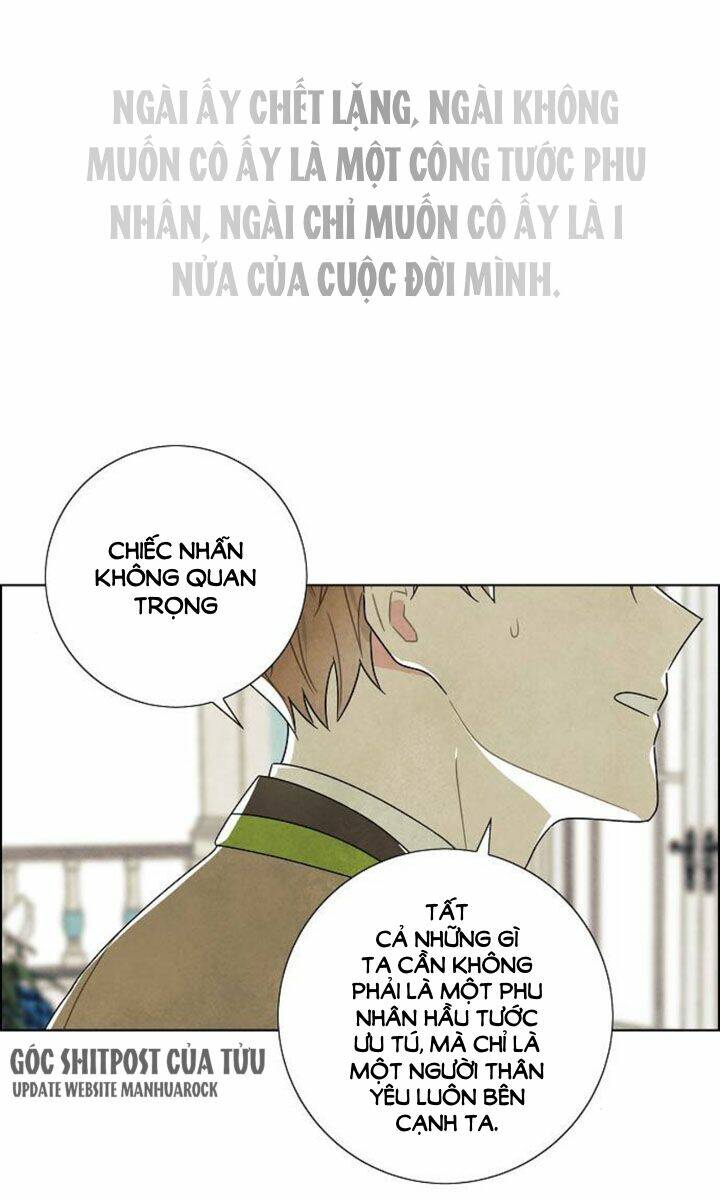 NGÀI ẤY CHẾT LẶNG, NGÀI KHÔNG
MUỐN CÔ ẤY LÀ MỘT CÔNG TƯỚC PHU
NHÂN, NGÀI CHỈ MUỐN CÔ ẤY LÀ 1
NỬA CỦA CUỘC ĐỜI MÌNH.
CHIẾC NHẪN
KHÔNG QUAN
TRỌNG
TẤT
CẢ NHỮNG GÌ
TA CẦN KHÔNG
PHẢI LÀ MỘT PHU
NHÂN HẦU TƯỚC
ƯU TÚ, MÀ CHỈ LÀ
MỘT NGƯỜI THÂN
YÊU LUÔN BÊN
CẠNH TA.
GÓC SHITPOST CỦA TỬU
UPDATE WEBSITE MANHUAROCK